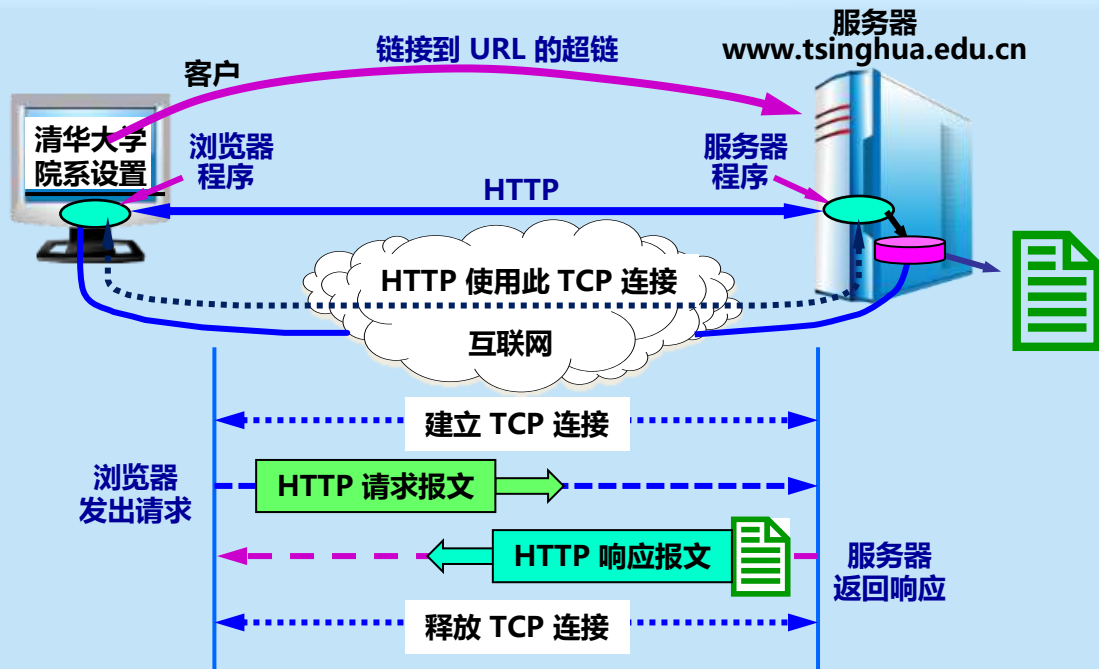 服务器
www.tsinghua.edu.cn
链接到 URL 的超链
客户
清华大学
院系设置
浏览器
程序
服务器
程序
HTTP
HTTP 使用此 TCP 连接
互联网
建立 TCP 连接
浏览器
发出请求
HTTP 请求报文
HTTP 响应报文
服务器
返回响应
释放 TCP 连接